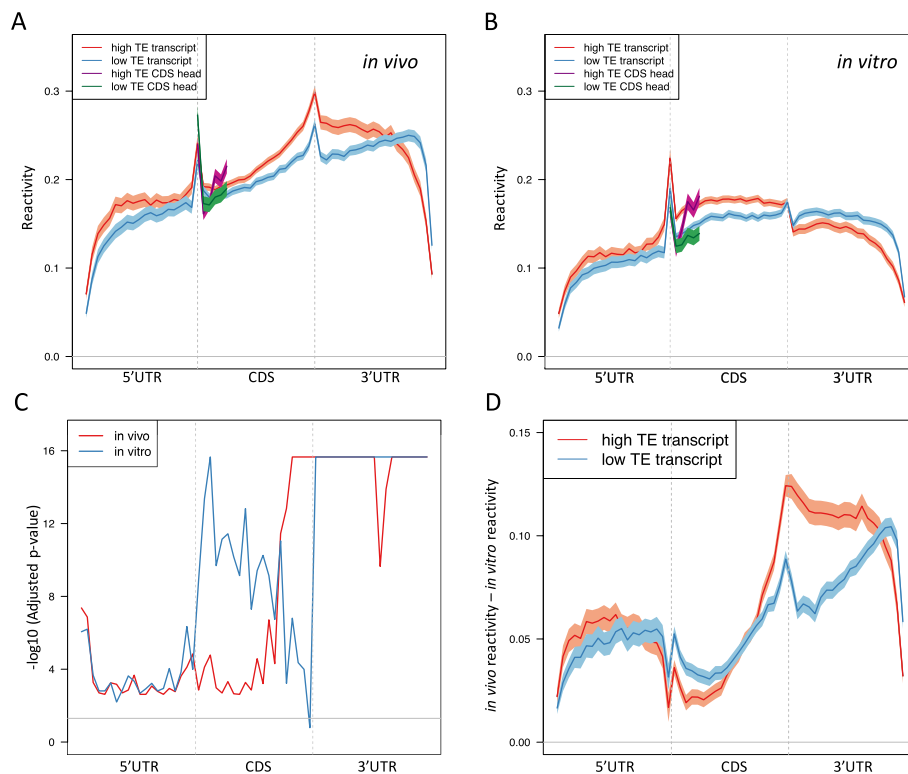 A
high TE transcript
low TE transcript
high TE CDS head
low TE CDS head
in vivo
Reactivity
0.3
0.2
0.1
0.0
5'UTR CDS 3'UTR
B
high TE transcript
low TE transcript
high TE CDS head
low TE CDS head
in vitro
Reactivity
0.3
0.2
0.1
0.0
5'UTR CDS 3'UTR
C
in vivo
in vitro
-log10 (Adjusted p-value)
16
12
8
4
0
5'UTR CDS 3'UTR
D
high TE transcript
low TE transcript
in vivo reactivity – in vitro reactivity
0.15
0.10
0.05
0.00
5'UTR CDS 3'UTR